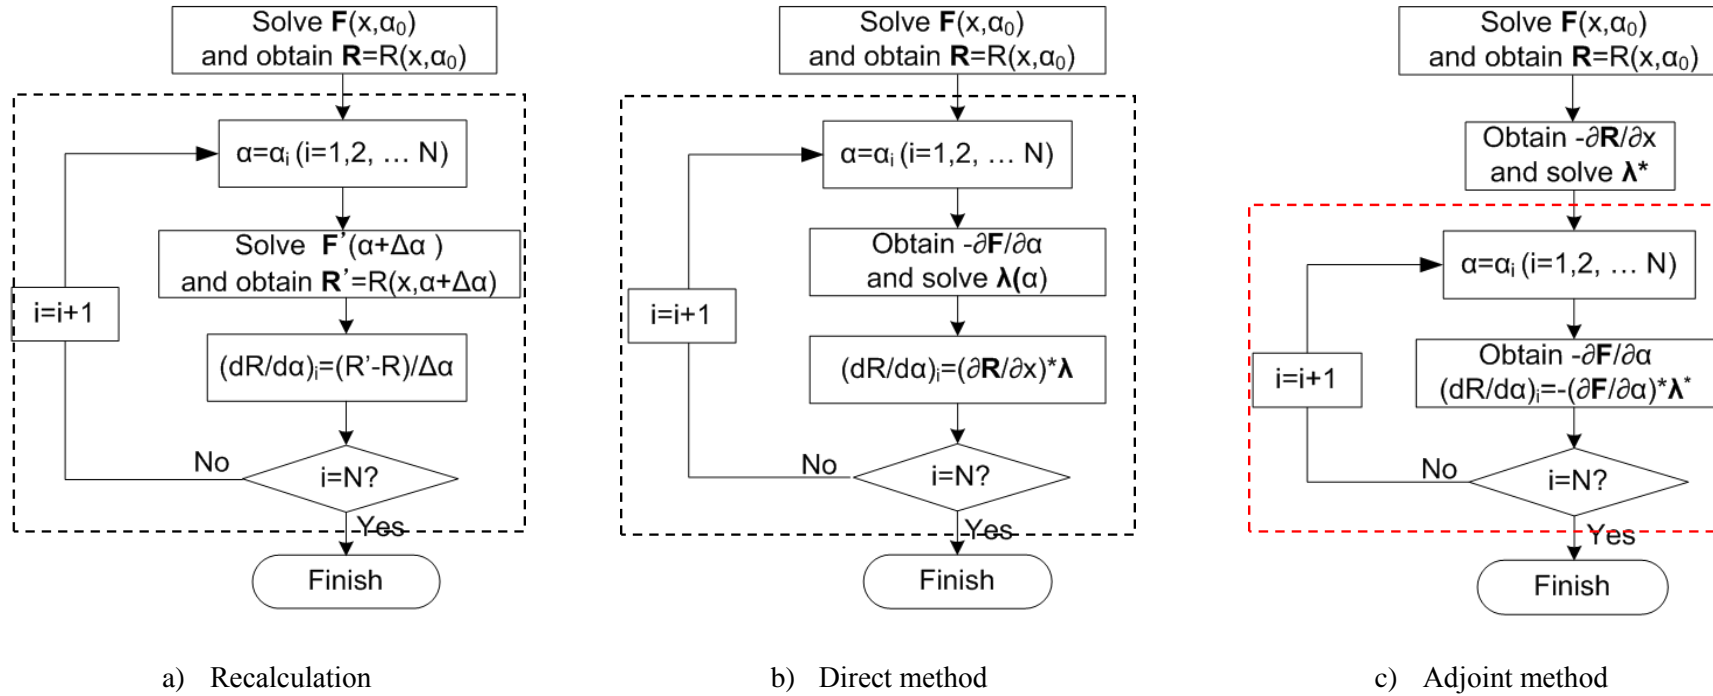 Solve F(x,α₀)
and obtain R=R(x,α₀)
α=αᵢ (i=1,2, … N)
Solve F’(α+Δα )
and obtain R’=R(x,α+Δα)
i=i+1
(dR/dα)ᵢ=(R’-R)/Δα
No
i=N?
Yes
Finish
a) Recalculation
Solve F(x,α₀)
and obtain R=R(x,α₀)
α=αᵢ (i=1,2, … N)
Obtain -∂F/∂α
and solve λ(α)
i=i+1
(dR/dα)ᵢ=(∂R/∂x)*λ
No
i=N?
Yes
Finish
b) Direct method
Solve F(x,α₀)
and obtain R=R(x,α₀)
Obtain -∂R/∂x
and solve λ*
α=αᵢ (i=1,2, … N)
i=i+1
Obtain -∂F/∂α
(dR/dα)ᵢ=-(∂F/∂α)*λ*
No
i=N?
Yes
Finish
c) Adjoint method